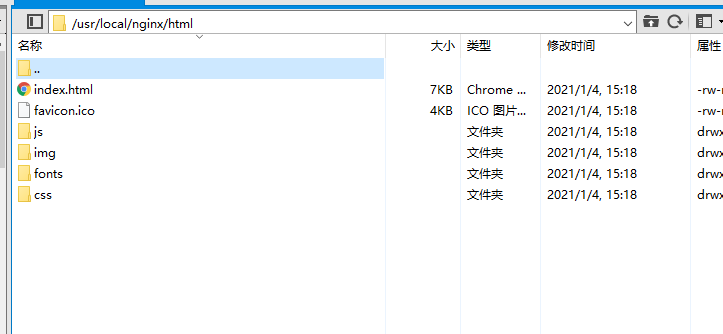 /usr/local/nginx/html
名称 大小 类型 修改时间 属性
..
index.html 7KB Chrome ... 2021/1/4, 15:18 -rw-r
favicon.ico 4KB ICO 图片... 2021/1/4, 15:18 -rw-r
js 文件夹 2021/1/4, 15:18 drwx
img 文件夹 2021/1/4, 15:18 drwx
fonts 文件夹 2021/1/4, 15:18 drwx
css 文件夹 2021/1/4, 15:18 drwx